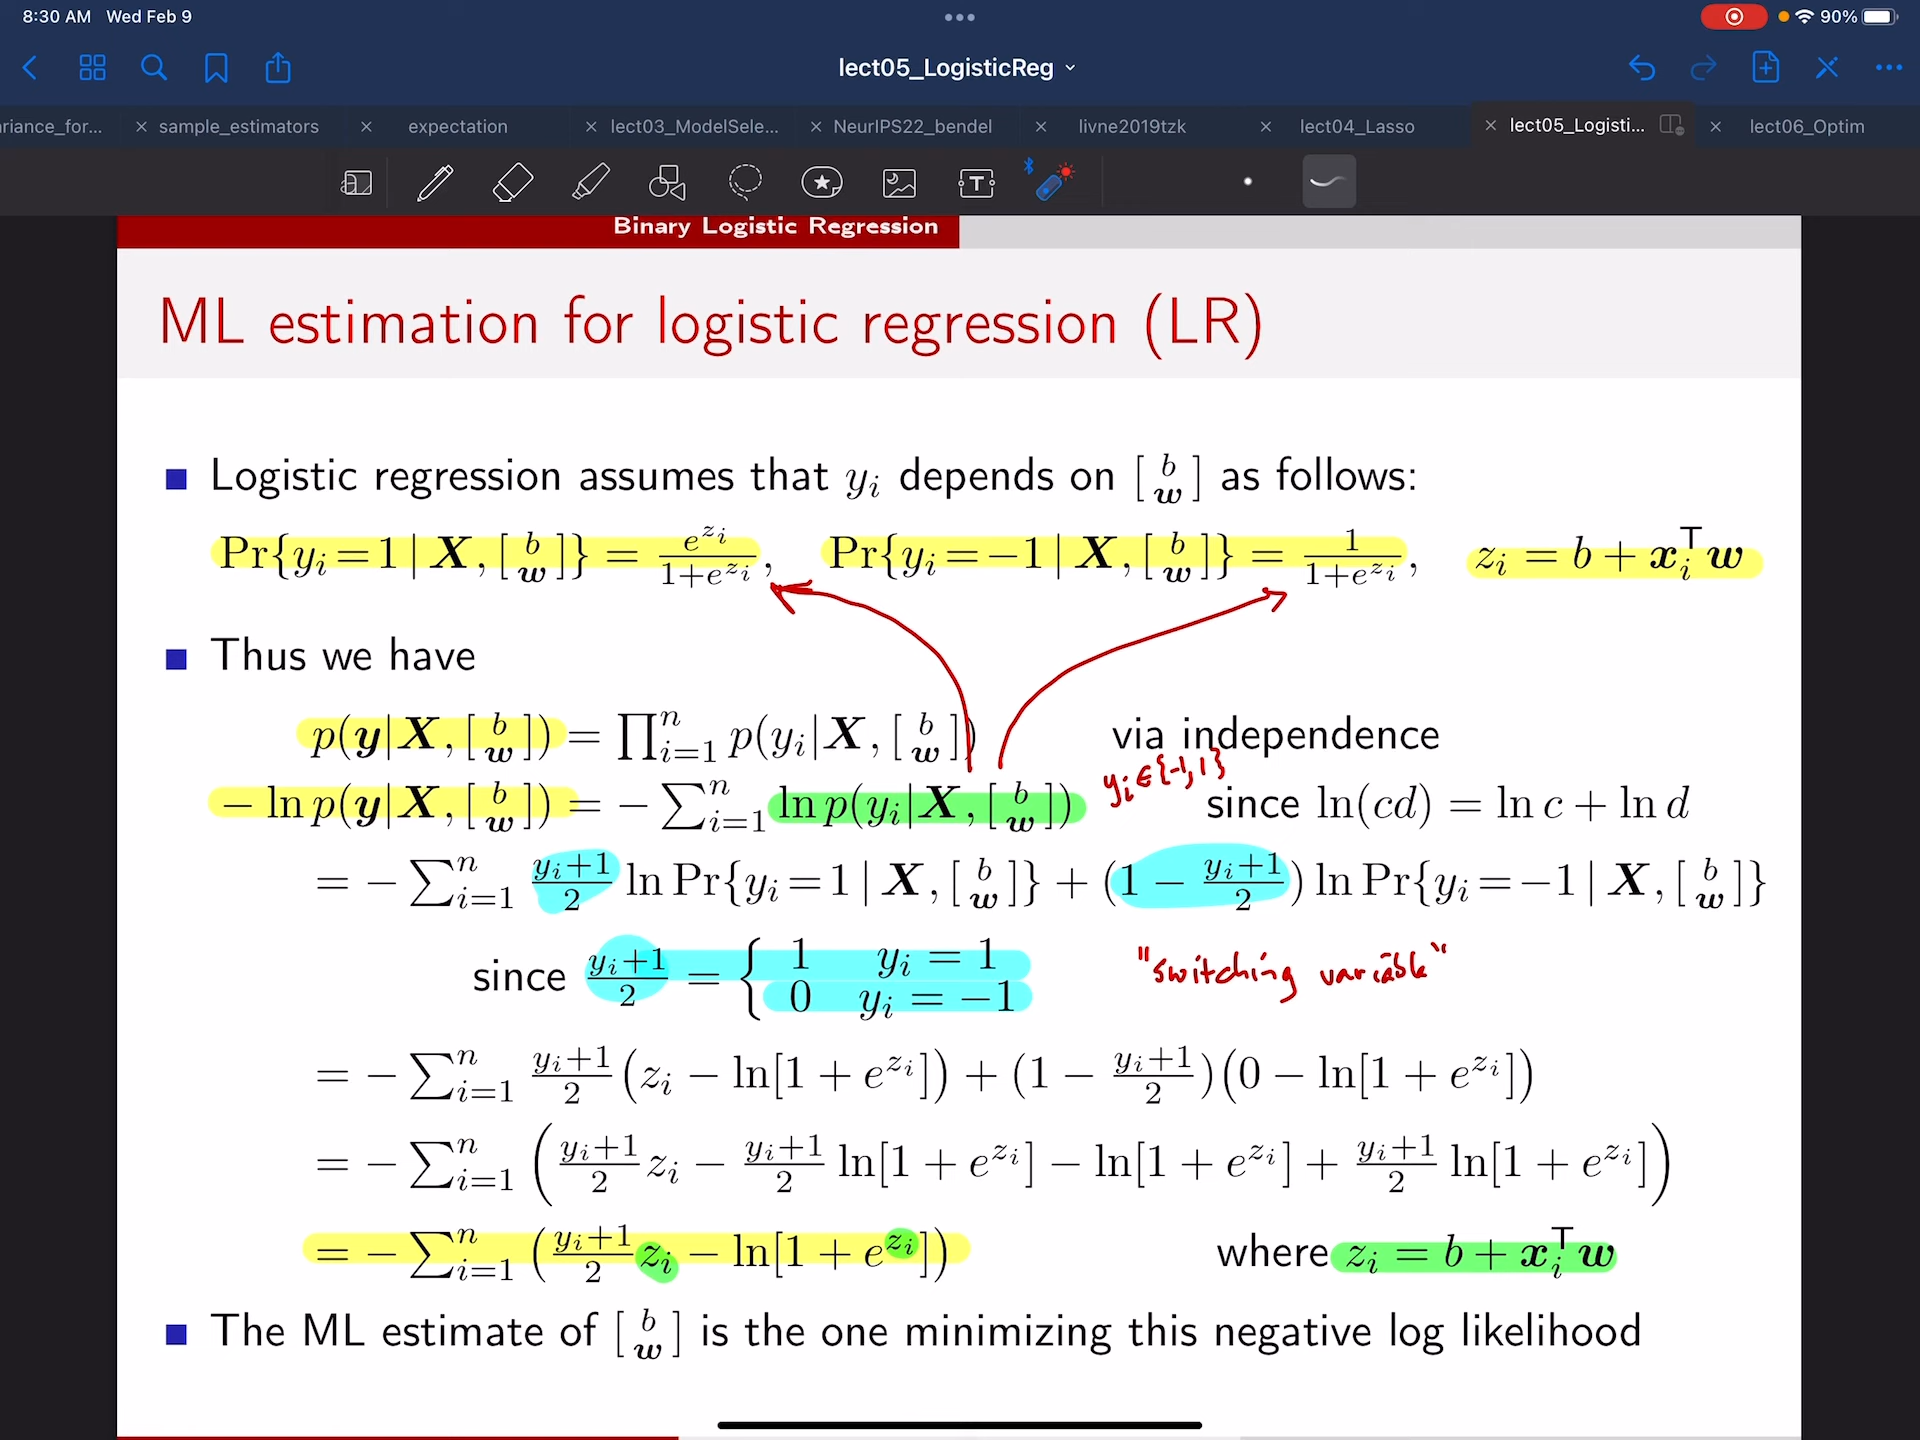 8:30 AM Wed Feb 9
90%
lect05_LogisticReg
riance_for... × sample_estimators × expectation × lect03_ModelSele... × NeurIPS22_bendel × livne2019tzk × lect04_Lasso × lect05_Logisti... × lect06_Optim
Binary Logistic Regression
ML estimation for logistic regression (LR)
■ Logistic regression assumes that y_i depends on [b w] as follows:
Pr{y_i=1 | X, [b w]} = e^{z_i}/(1+e^{z_i}), Pr{y_i=−1 | X, [b w]} = 1/(1+e^{z_i}), z_i = b + x_i^T w
■ Thus we have
p(y|X, [b w]) = ∏_{i=1}^n p(y_i|X, [b w]) via independence
y_i ∈ {-1,1}
− ln p(y|X, [b w]) = − ∑_{i=1}^n ln p(y_i|X, [b w]) since ln(cd) = ln c + ln d
= − ∑_{i=1}^n (y_i+1)/2 ln Pr{y_i=1 | X, [b w]} + (1 − (y_i+1)/2) ln Pr{y_i=−1 | X, [b w]}
since (y_i+1)/2 = { 1 y_i = 1
0 y_i = −1
"switching variable"
= − ∑_{i=1}^n (y_i+1)/2 (z_i − ln[1 + e^{z_i}]) + (1 − (y_i+1)/2)(0 − ln[1 + e^{z_i}])
= − ∑_{i=1}^n ((y_i+1)/2 z_i − (y_i+1)/2 ln[1 + e^{z_i}] − ln[1 + e^{z_i}] + (y_i+1)/2 ln[1 + e^{z_i}])
= − ∑_{i=1}^n ((y_i+1)/2 z_i − ln[1 + e^{z_i}]) where z_i = b + x_i^T w
■ The ML estimate of [b w] is the one minimizing this negative log likelihood